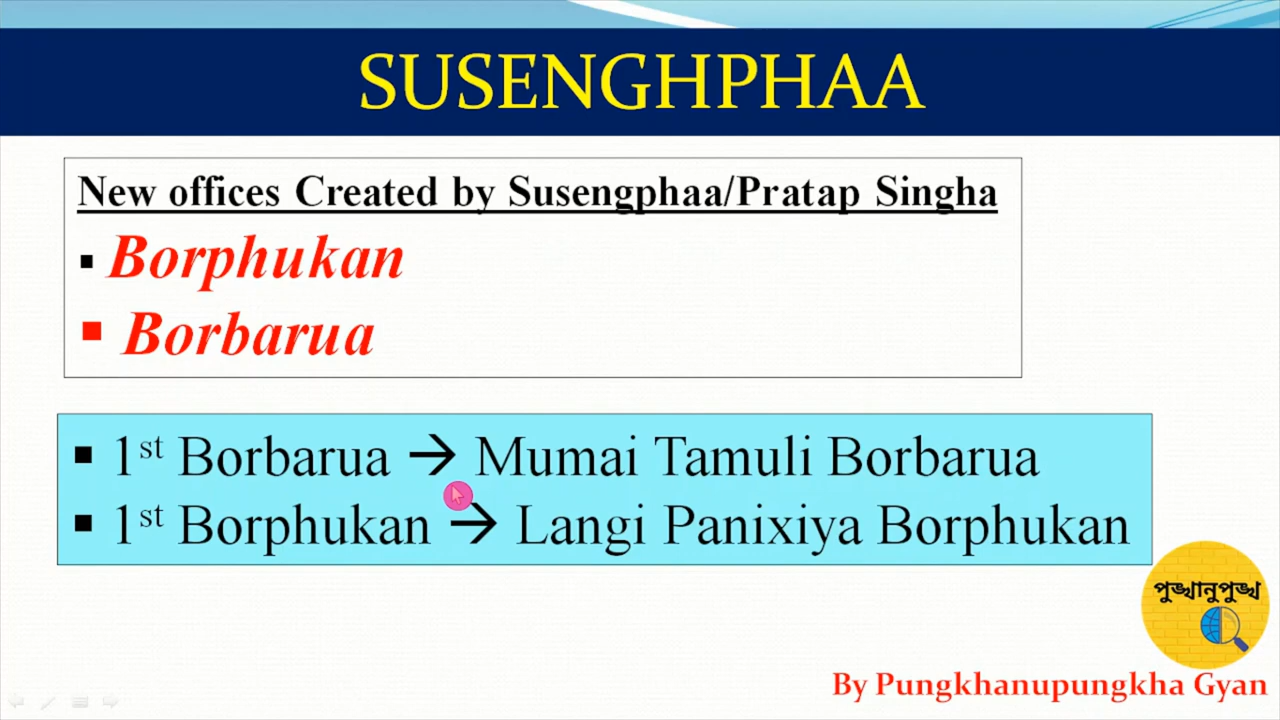 SUSENGHPHAA
New offices Created by Susengphaa/Pratap Singha
▪ Borphukan
▪ Borbarua
▪ 1st Borbarua → Mumai Tamuli Borbarua
▪ 1st Borphukan → Langi Panixiya Borphukan
পুঙ্খানুপুঙ্খ
By Pungkhanupungkha Gyan